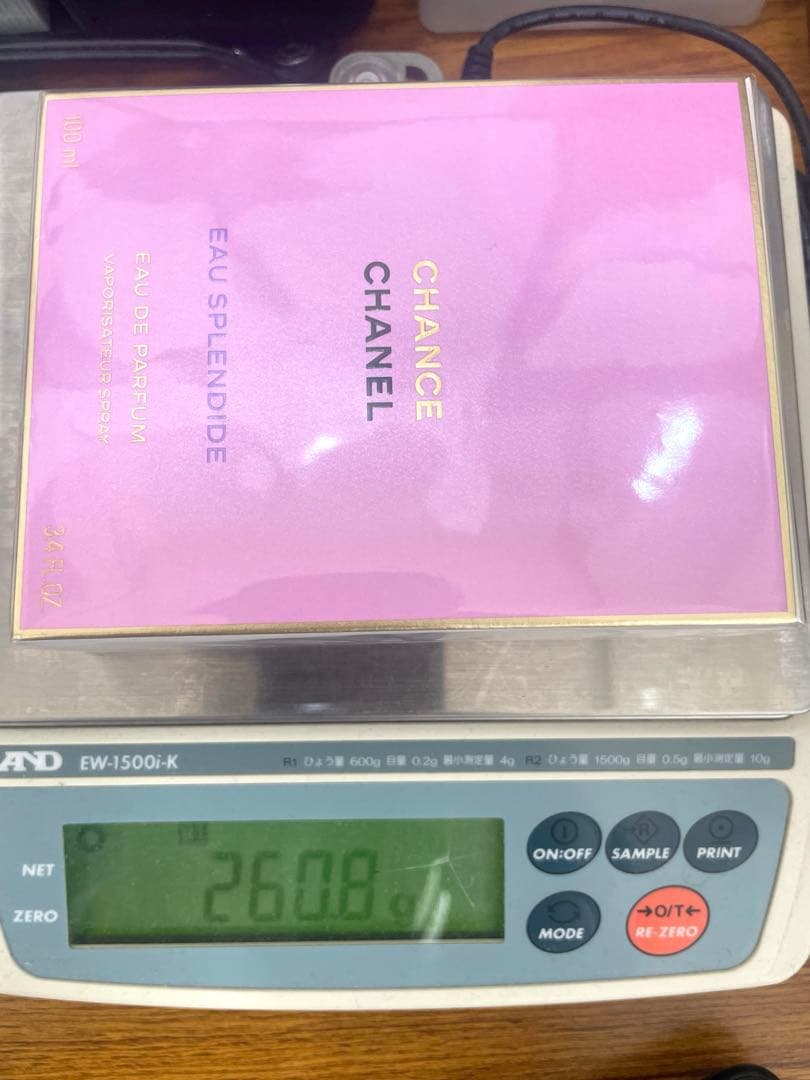 100 ml
CHANCE
CHANEL
EAU SPLENDIDE
EAU DE PARFUM
VAPORISATEUR SPRAY
3.4 FL.OZ
AND EW-1500i-K R1 ひょう量 600g 目量 0.2g 最小測定量 4g R2 ひょう量 1500g 目量 0.5g 最小測定量 10g
NET
ZERO
260.8 g
ON:OFF
R
SAMPLE
PRINT
MODE
→O/T←
RE-ZERO